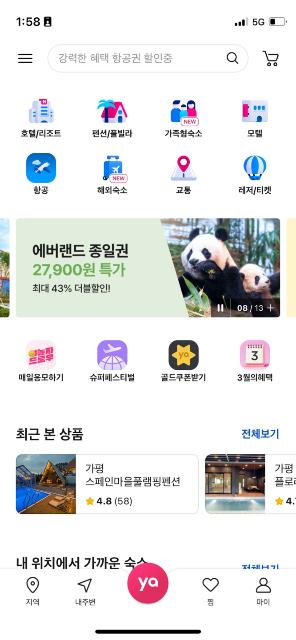 1:58
5G
강력한 혜택 항공권 할인중
호텔/리조트
펜션/풀빌라
NEW
가족형숙소
모텔
항공
NEW
해외숙소
교통
레저/티켓
에버랜드 종일권
27,900원 특가
최대 43% 더블할인!
08 / 13 +
매일응모하기
슈퍼페스티벌
ya
골드쿠폰받기
3
3월의혜택
최근 본 상품
전체보기
가평
스페인마을풀램핑펜션
4.8 (58)
가평
플로
4.
내 위치에서 가까운 숙소
전체보기
지역
내주변
ya
찜
마이